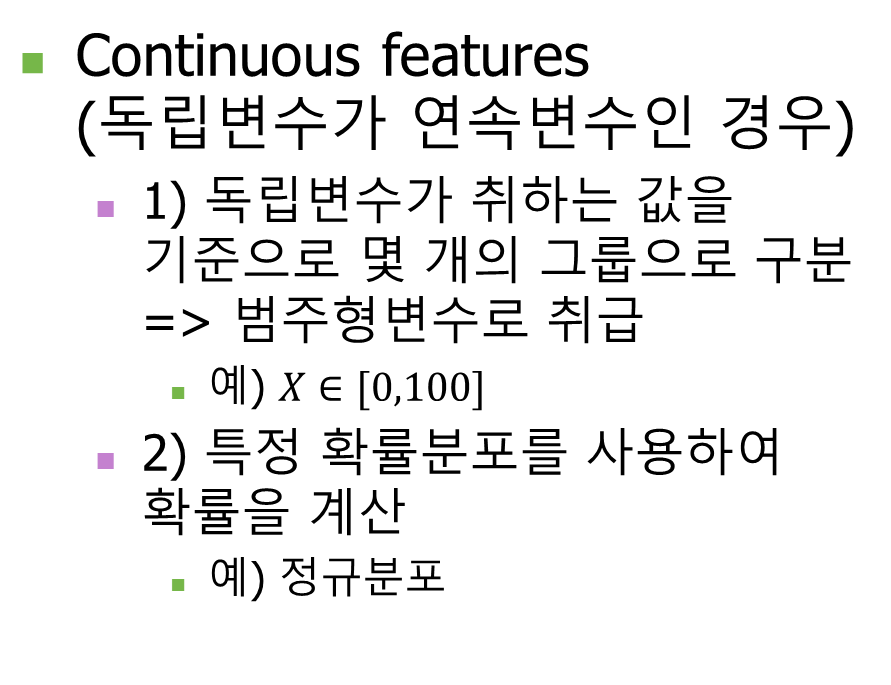 Continuous features
(독립변수가 연속변수인 경우)
1) 독립변수가 취하는 값을
기준으로 몇 개의 그룹으로 구분
=> 범주형변수로 취급
예) X ∈ [0,100]
2) 특정 확률분포를 사용하여
확률을 계산
예) 정규분포